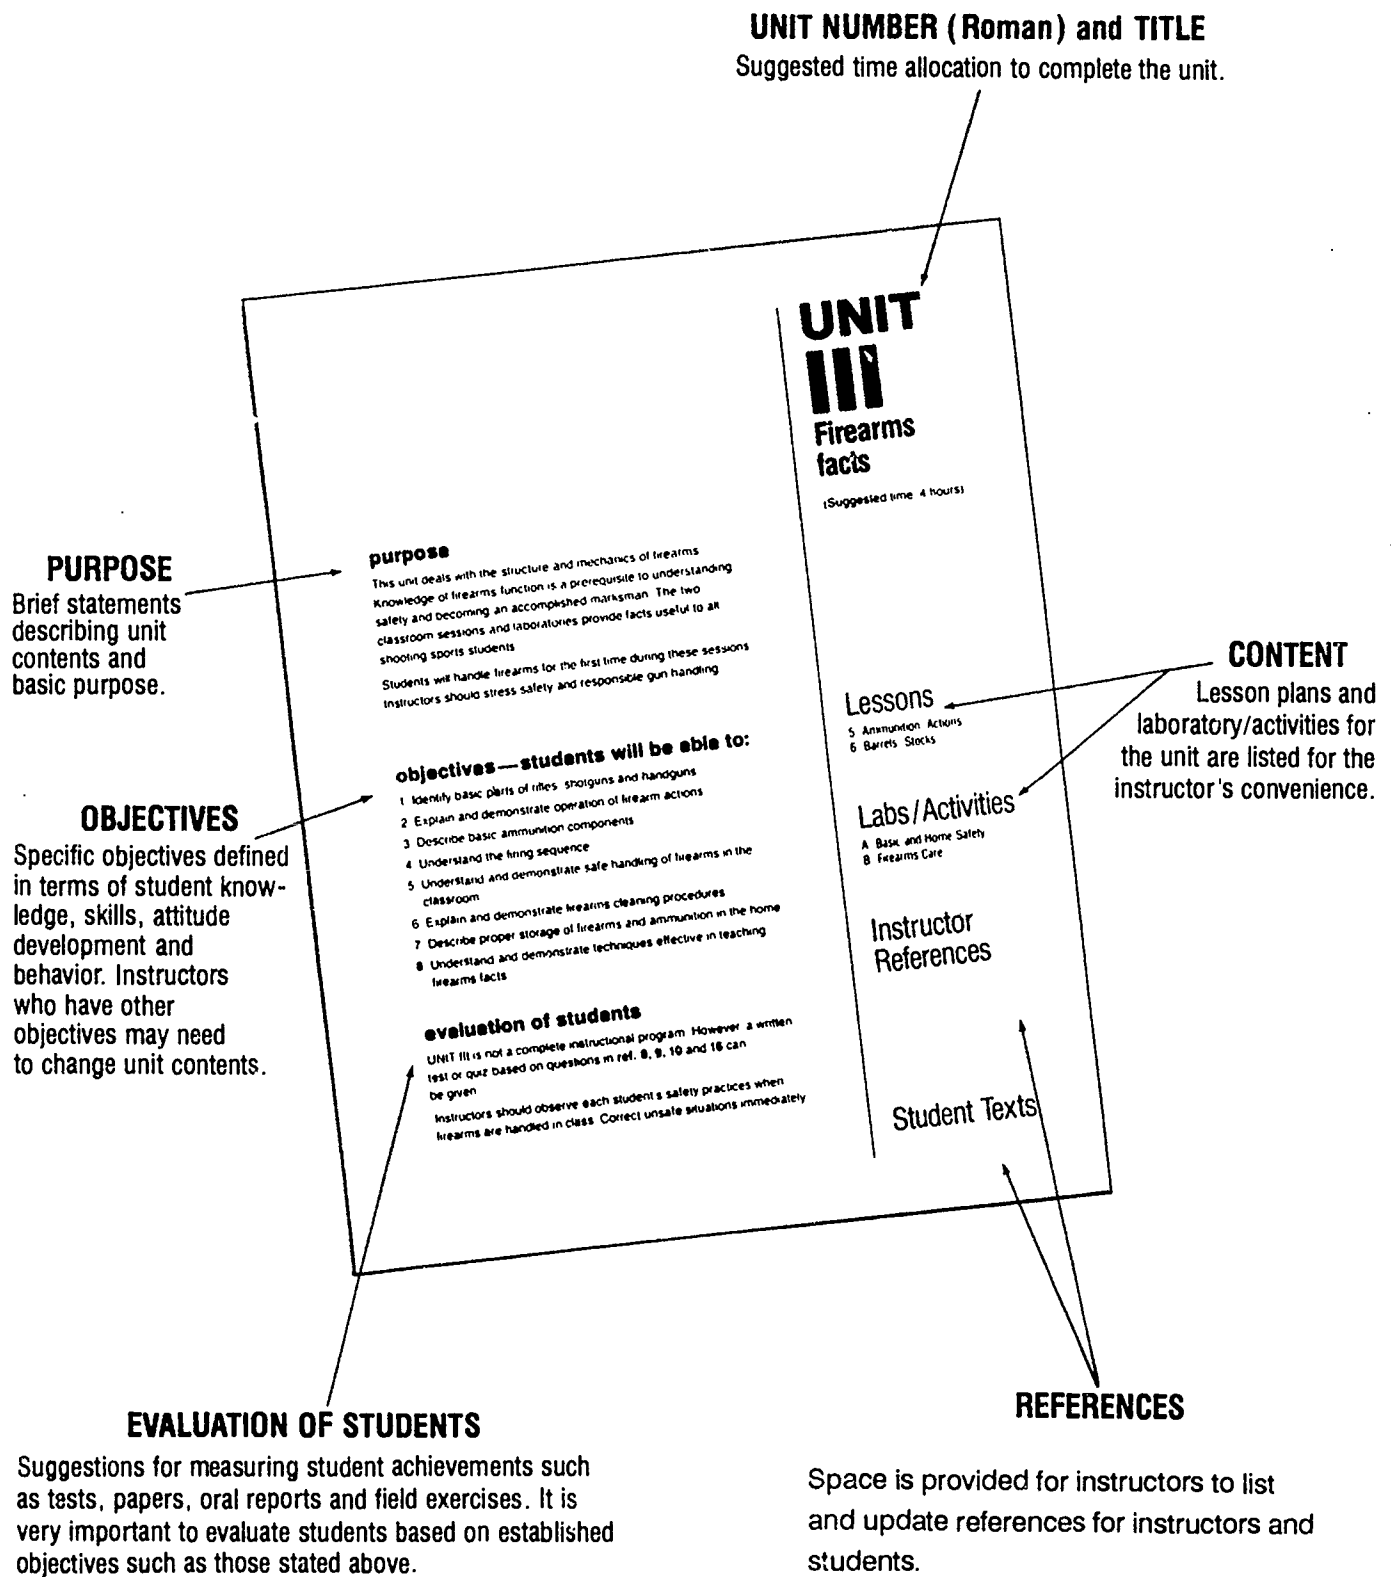 UNIT NUMBER (Roman) and TITLE
Suggested time allocation to complete the unit.
UNIT
III
Firearms
facts
(Suggested time 4 hours)
PURPOSE
Brief statements
describing unit
contents and
basic purpose.
purpose
This unit deals with the structure and mechanics of firearms
Knowledge of firearms function is a prerequisite to understanding
safety and becoming an accomplished marksman The two
classroom sessions and laboratories provide facts useful to all
shooting sports students
Students will handle firearms for the first time during these sessions
Instructors should stress safety and responsible gun handling
CONTENT
Lesson plans and
laboratory/activities for
the unit are listed for the
instructor's convenience.
Lessons
5 Ammunition Actions
6 Barrels Stocks
OBJECTIVES
Specific objectives defined
in terms of student know-
ledge, skills, attitude
development and
behavior. Instructors
who have other
objectives may need
to change unit contents.
objectives—students will be able to:
1 Identify basic parts of rifles shotguns and handguns
2 Explain and demonstrate operation of firearm actions
3 Describe basic ammunition components
4 Understand the firing sequence
5 Understand and demonstrate safe handling of firearms in the
classroom
6 Explain and demonstrate firearms cleaning procedures
7 Describe proper storage of firearms and ammunition in the home
8 Understand and demonstrate techniques effective in teaching
firearms facts
Labs/Activities
A Basic and Home Safety
B Firearms Care
Instructor
References
evaluation of students
UNIT III is not a complete instructional program However a written
test or quiz based on questions in ref. 8, 9, 10 and 16 can
be given
Instructors should observe each student s safety practices when
firearms are handled in class Correct unsafe situations immediately
Student Texts
EVALUATION OF STUDENTS
Suggestions for measuring student achievements such
as tests, papers, oral reports and field exercises. It is
very important to evaluate students based on established
objectives such as those stated above.
REFERENCES
Space is provided for instructors to list
and update references for instructors and
students.